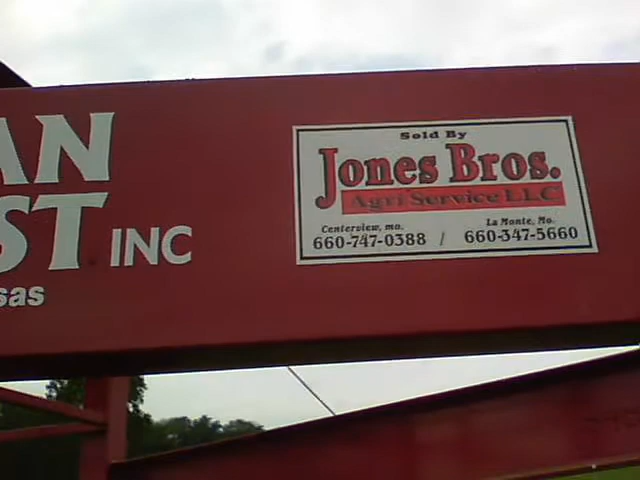 AN
ST INC
sas
Sold By
Jones Bros.
Agri Service LLC
Centerview, mo.
La Monte, Mo.
660-747-0388 / 660-347-5660